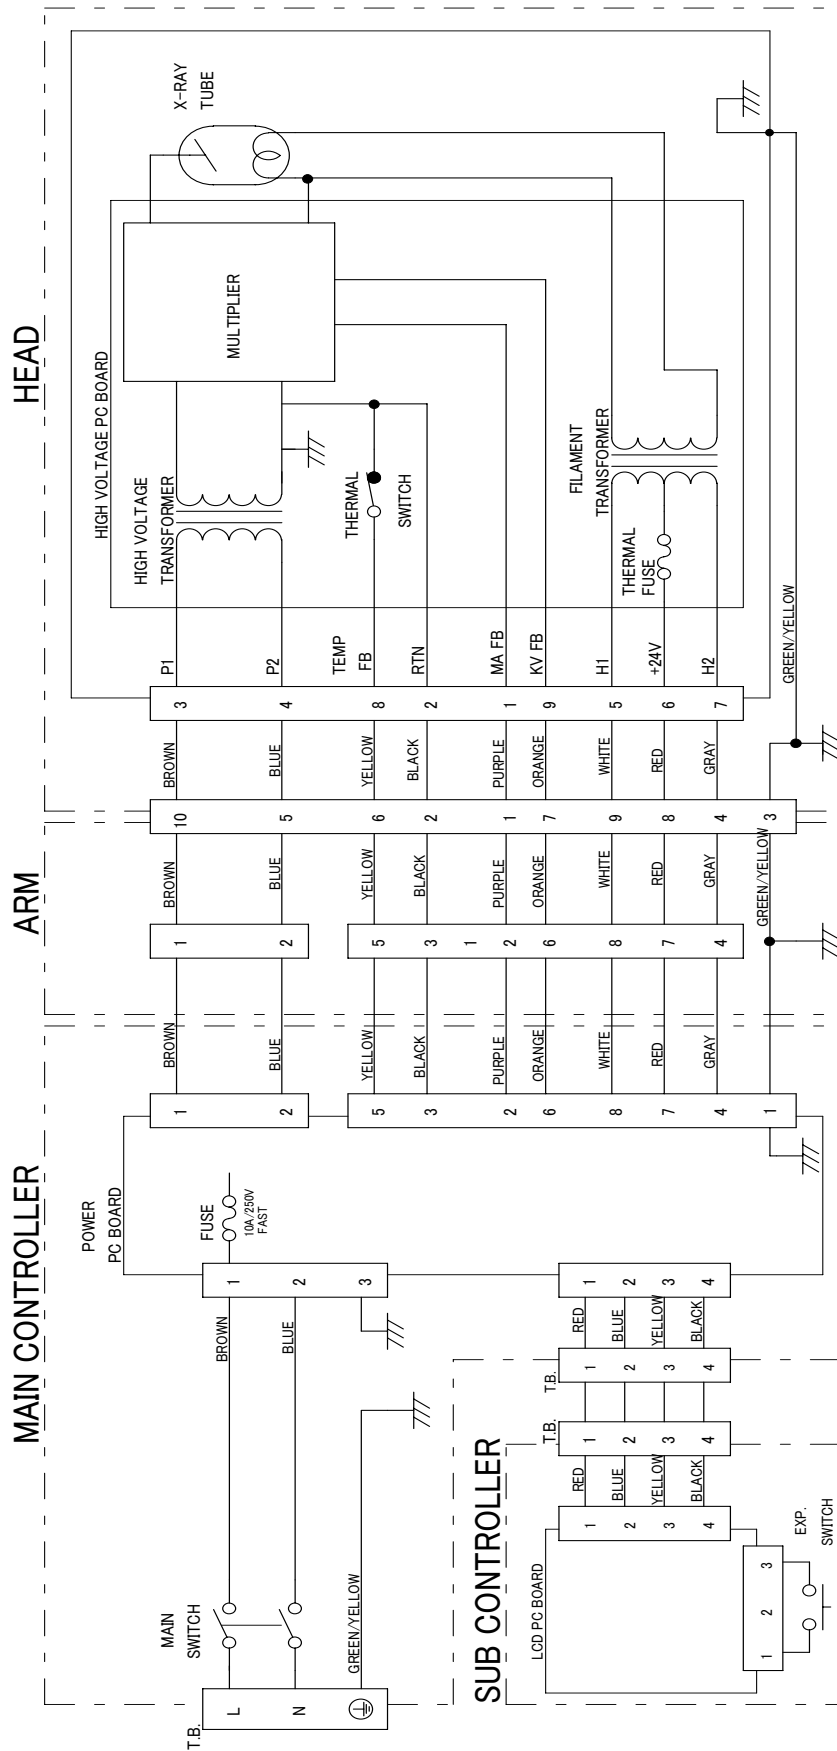 MAIN CONTROLLER
ARM
HEAD
SUB CONTROLLER
T.B.
L
N
MAIN
SWITCH
GREEN/YELLOW
BROWN
BLUE
1
2
3
FUSE
10A/250V
FAST
POWER
PC BOARD
1
2
5
3
2
6
8
7
4
1
BROWN
BLUE
YELLOW
BLACK
PURPLE
ORANGE
WHITE
RED
GRAY
1
2
5
3
1
2
6
8
7
4
BROWN
BLUE
YELLOW
BLACK
PURPLE
ORANGE
WHITE
RED
GRAY
GREEN/YELLOW
10
5
6
2
1
7
9
8
4
3
BROWN
BLUE
YELLOW
BLACK
PURPLE
ORANGE
WHITE
RED
GRAY
3
4
8
2
1
9
5
6
7
P1
P2
TEMP
FB
RTN
MA FB
KV FB
H1
+24V
H2
GREEN/YELLOW
HIGH VOLTAGE PC BOARD
HIGH VOLTAGE
TRANSFORMER
THERMAL
SWITCH
THERMAL
FUSE
FILAMENT
TRANSFORMER
MULTIPLIER
X-RAY
TUBE
LCD PC BOARD
1
2
3
EXP.
SWITCH
1
2
3
4
RED
BLUE
YELLOW
BLACK
T.B.
1
2
3
4
T.B.
1
2
3
4
RED
BLUE
YELLOW
BLACK
1
2
3
4